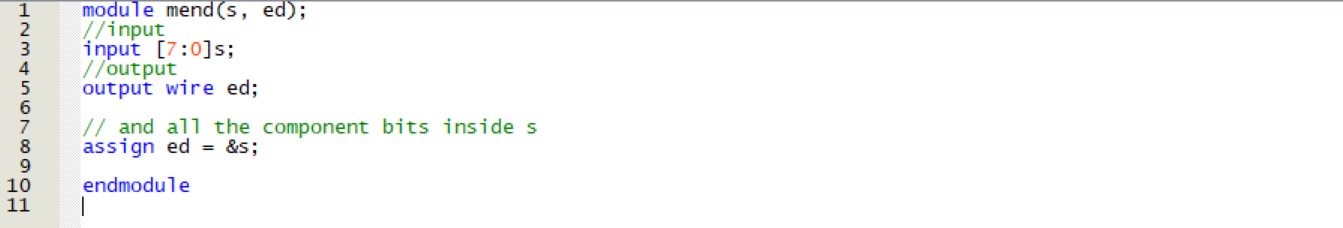 1 module mend(s, ed);
2 //input
3 input [7:0]s;
4 //output
5 output wire ed;
6
7 // and all the component bits inside s
8 assign ed = &s;
9
10 endmodule
11